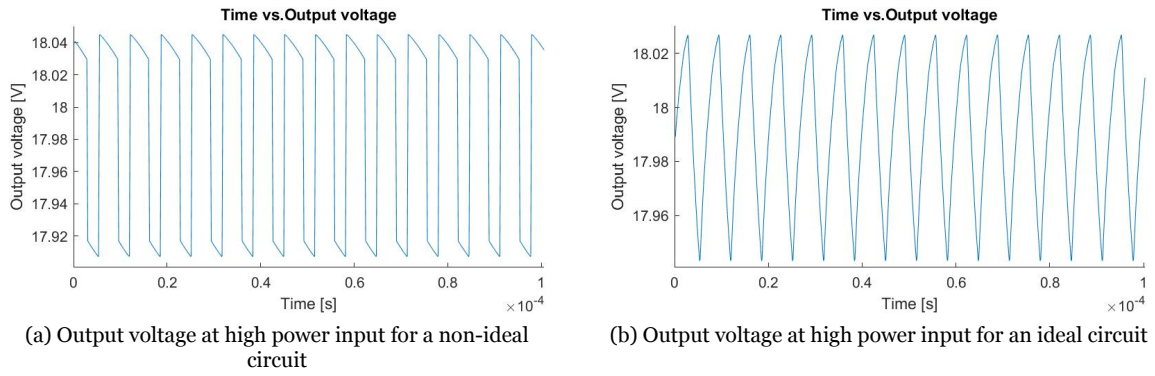 Time vs.Output voltage
Output voltage [V]
18.04
18.02
18
17.98
17.96
17.94
17.92
0
0.2
0.4
0.6
0.8
1
Time [s]
×10⁻⁴
(a) Output voltage at high power input for a non-ideal
circuit
Time vs.Output voltage
Output voltage [V]
18.02
18
17.98
17.96
0
0.2
0.4
0.6
0.8
1
Time [s]
×10⁻⁴
(b) Output voltage at high power input for an ideal circuit